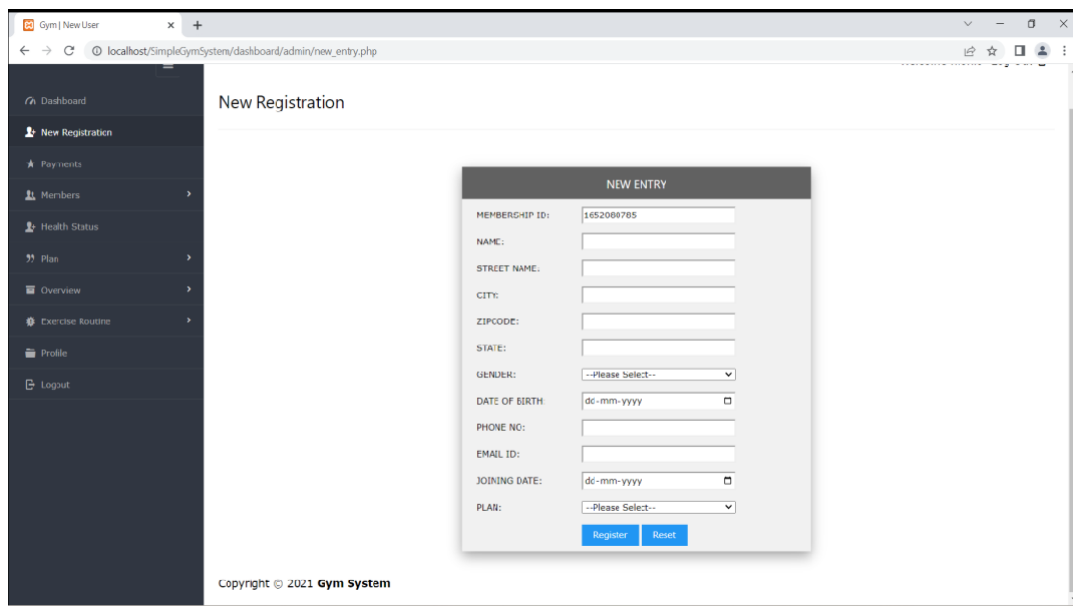 Gym | New User
localhost/SimpleGymSystem/dashboard/admin/new_entry.php
Dashboard
New Registration
Payments
Members
Health Status
Plan
Overview
Exercise Routine
Profile
Logout
New Registration
NEW ENTRY
MEMBERSHIP ID: 1652080785
NAME:
STREET NAME:
CITY:
ZIPCODE:
STATE:
GENDER: --Please Select--
DATE OF BIRTH: dd-mm-yyyy
PHONE NO:
EMAIL ID:
JOINING DATE: dd-mm-yyyy
PLAN: --Please Select--
Register Reset
Copyright © 2021 Gym System